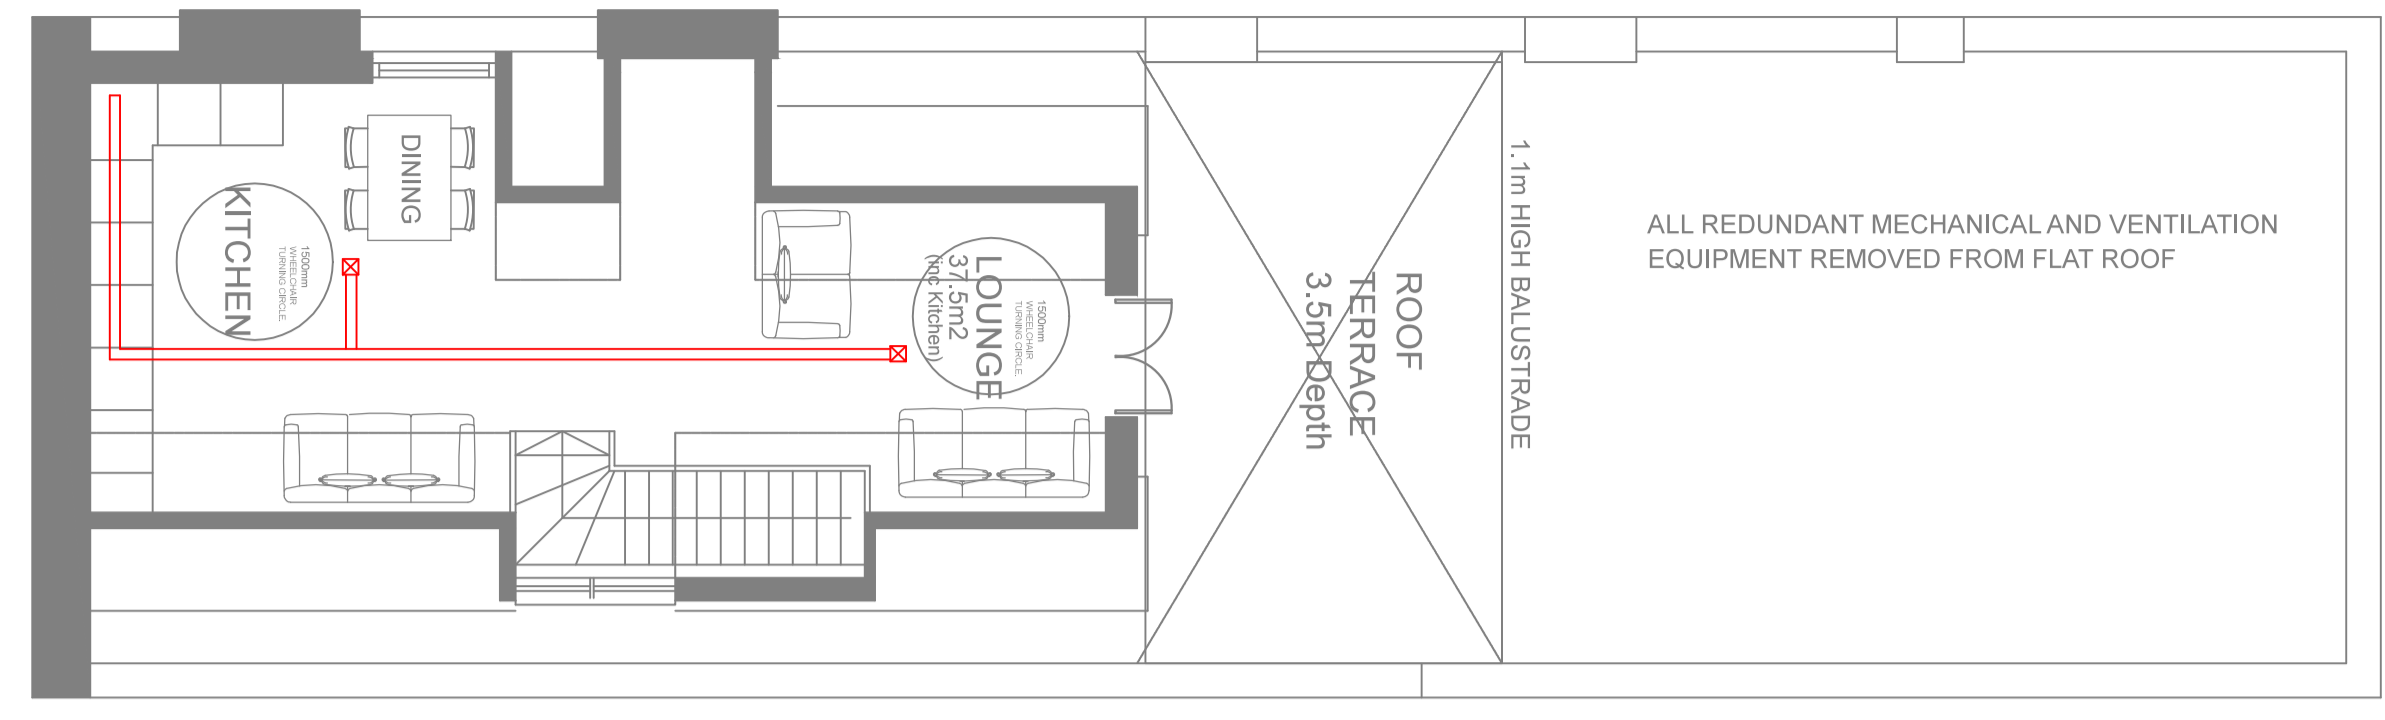 KITCHEN
1500mm
WHEELCHAIR
TURNING CIRCLE.
DINING
LOUNGE
37.5m2
(inc Kitchen)
1500mm
WHEELCHAIR
TURNING CIRCLE.
ROOF
TERRACE
3.5m Depth
1.1m HIGH BALUSTRADE
ALL REDUNDANT MECHANICAL AND VENTILATION
EQUIPMENT REMOVED FROM FLAT ROOF